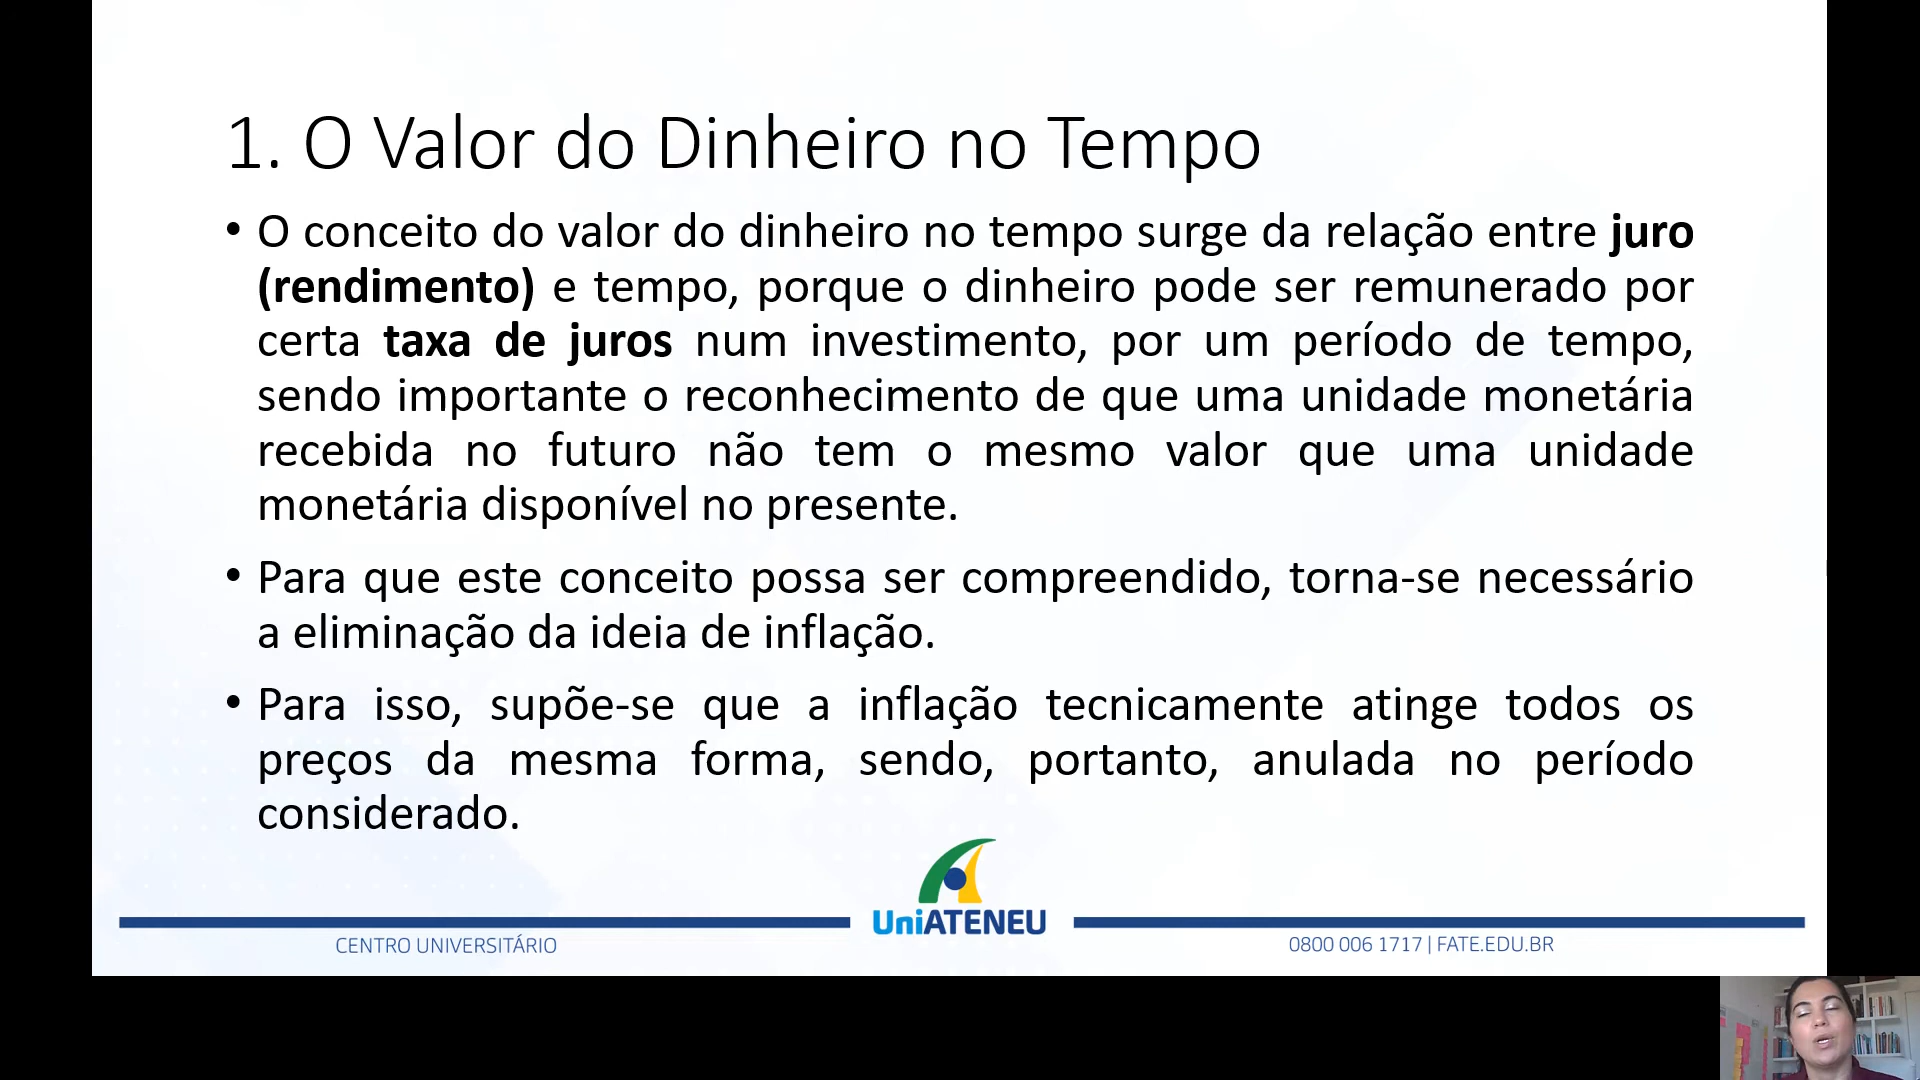 1. O Valor do Dinheiro no Tempo
• O conceito do valor do dinheiro no tempo surge da relação entre juro
(rendimento) e tempo, porque o dinheiro pode ser remunerado por
certa taxa de juros num investimento, por um período de tempo,
sendo importante o reconhecimento de que uma unidade monetária
recebida no futuro não tem o mesmo valor que uma unidade
monetária disponível no presente.
• Para que este conceito possa ser compreendido, torna-se necessário
a eliminação da ideia de inflação.
• Para isso, supõe-se que a inflação tecnicamente atinge todos os
preços da mesma forma, sendo, portanto, anulada no período
considerado.
UniATENEU
CENTRO UNIVERSITÁRIO
0800 006 1717 | FATE.EDU.BR